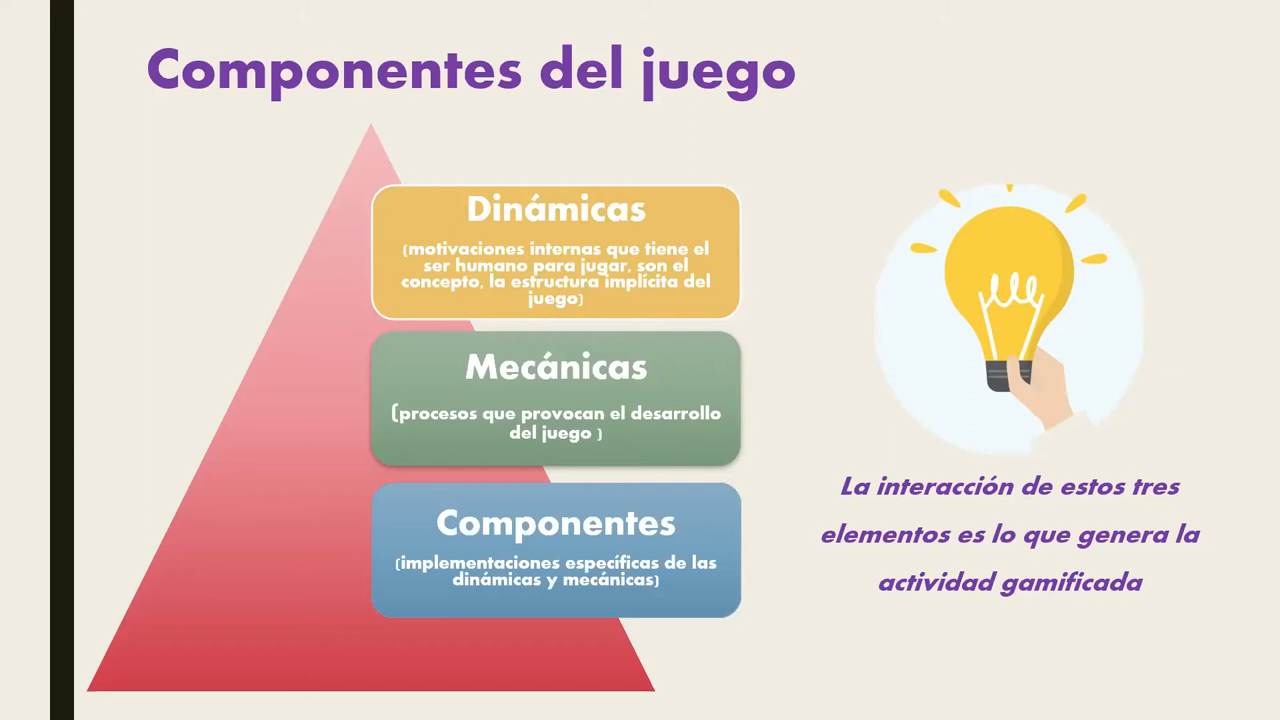 Componentes del juego
Dinámicas
(motivaciones internas que tiene el
ser humano para jugar, son el
concepto, la estructura implícita del
juego)
Mecánicas
(procesos que provocan el desarrollo
del juego )
Componentes
(implementaciones específicas de las
dinámicas y mecánicas)
La interacción de estos tres
elementos es lo que genera la
actividad gamificada